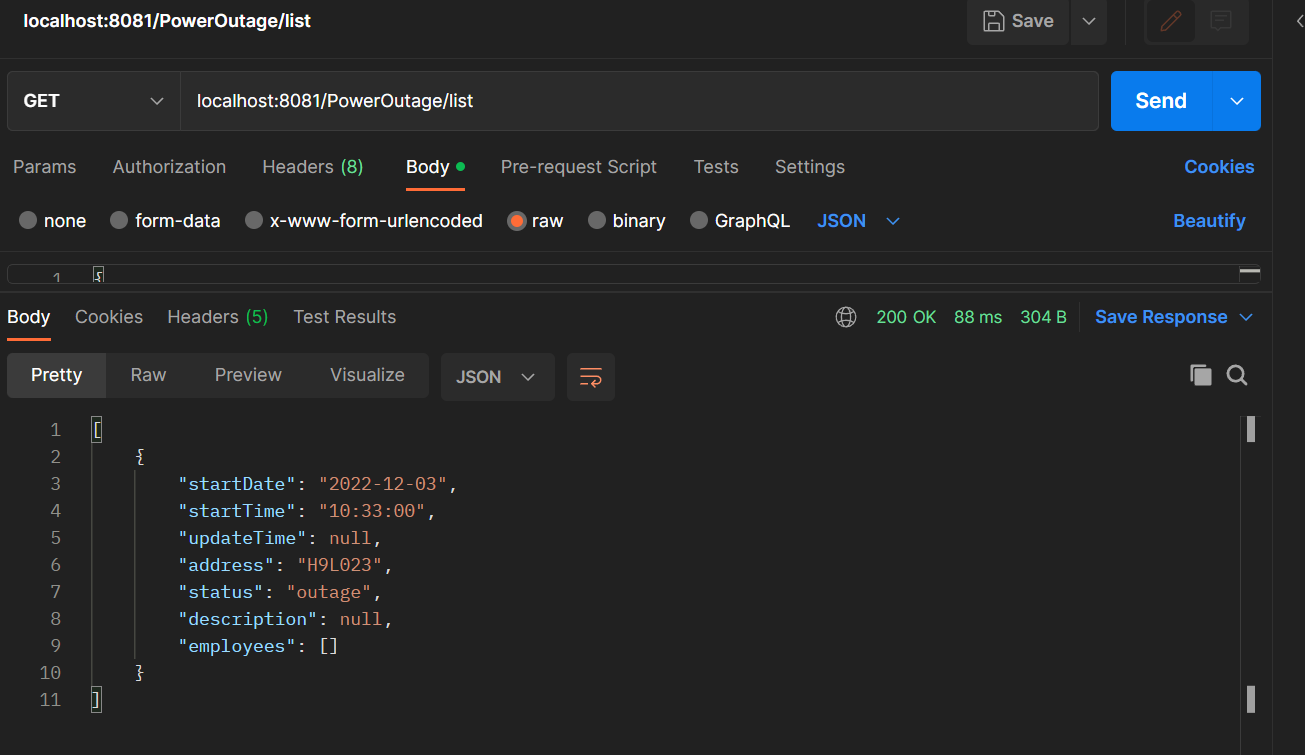 localhost:8081/PowerOutage/list
Save
GET
localhost:8081/PowerOutage/list
Send
Params Authorization Headers (8) Body Pre-request Script Tests Settings Cookies
none form-data x-www-form-urlencoded raw binary GraphQL JSON Beautify
1 {
Body Cookies Headers (5) Test Results 200 OK 88 ms 304 B Save Response
Pretty Raw Preview Visualize JSON
1 [
2 {
3 "startDate": "2022-12-03",
4 "startTime": "10:33:00",
5 "updateTime": null,
6 "address": "H9L023",
7 "status": "outage",
8 "description": null,
9 "employees": []
10 }
11 ]